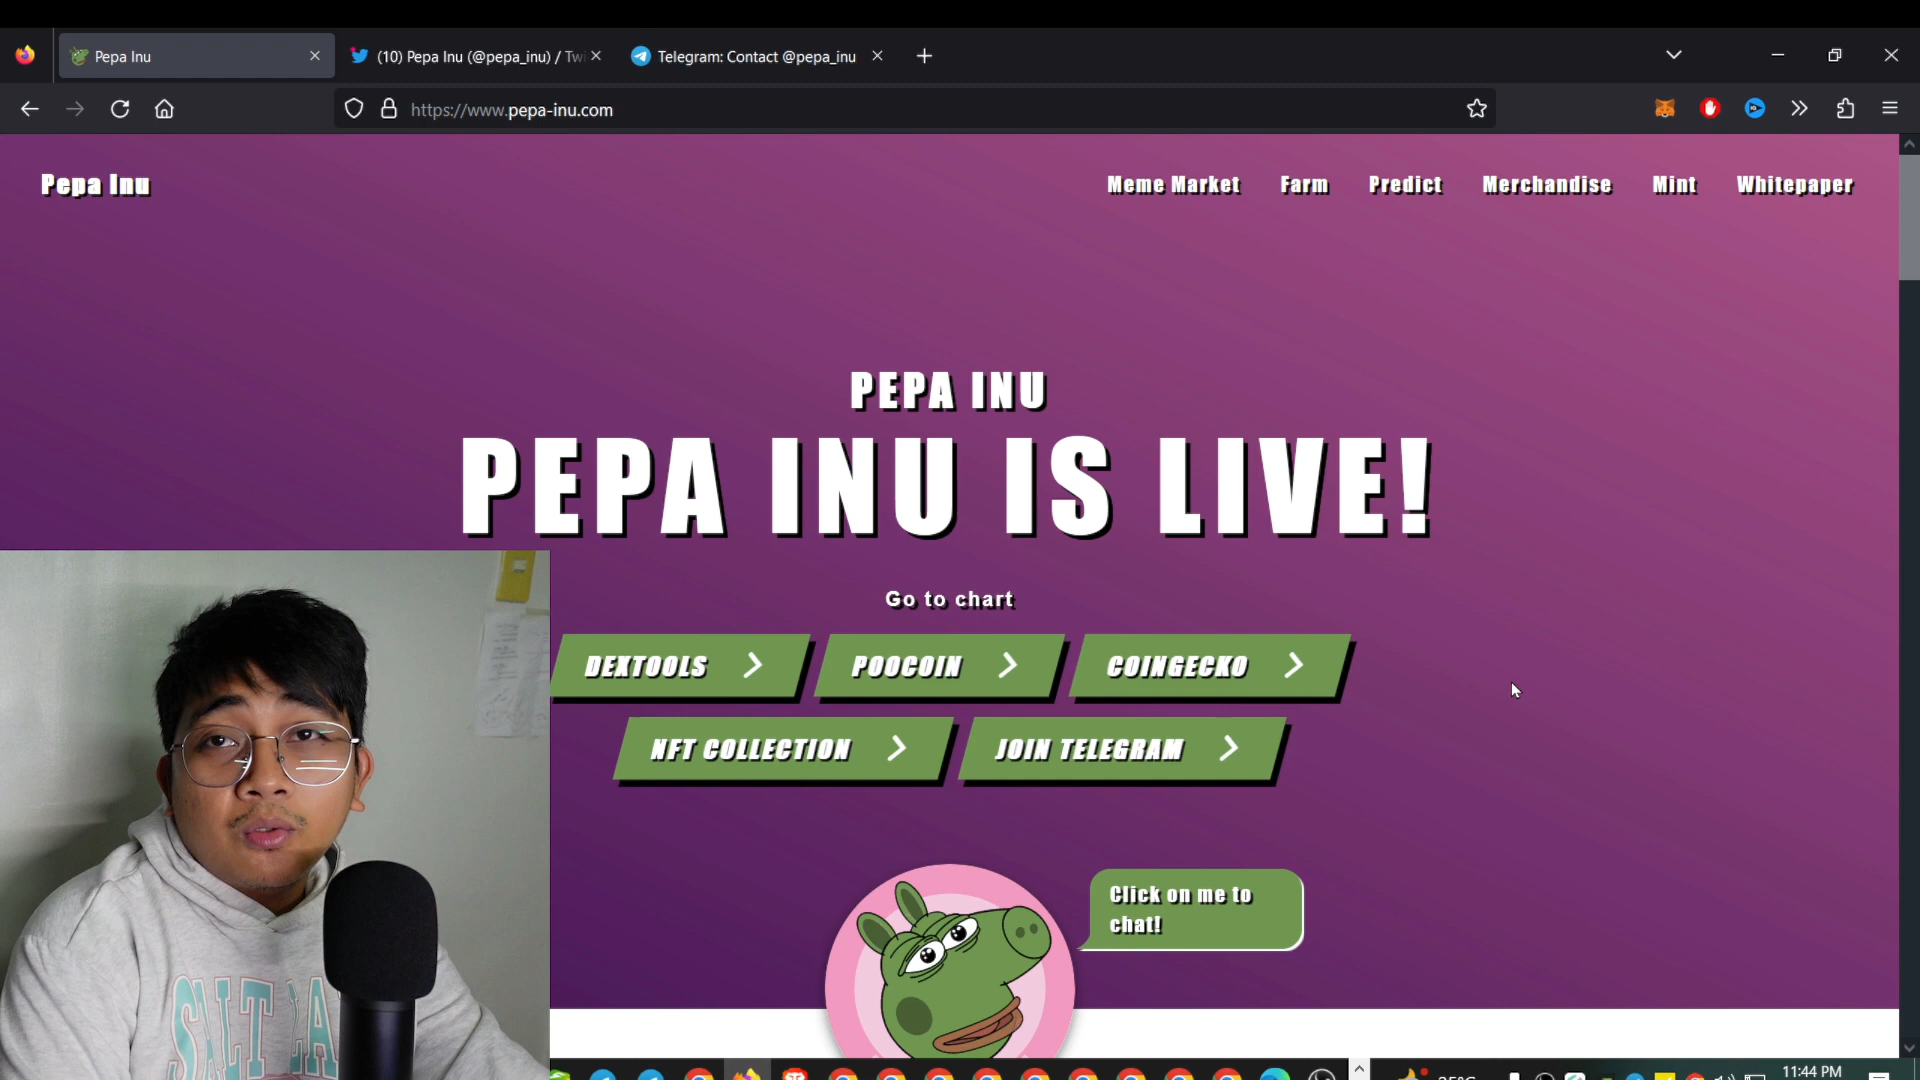 Pepa Inu
(10) Pepa Inu (@pepa_inu) / Twi
Telegram: Contact @pepa_inu
https://www.pepa-inu.com
Pepa Inu
Meme Market
Farm
Predict
Merchandise
Mint
Whitepaper
PEPA INU
PEPA INU IS LIVE!
Go to chart
DEXTOOLS
POOCOIN
COINGECKO
NFT COLLECTION
JOIN TELEGRAM
Click on me to
chat!
11:44 PM